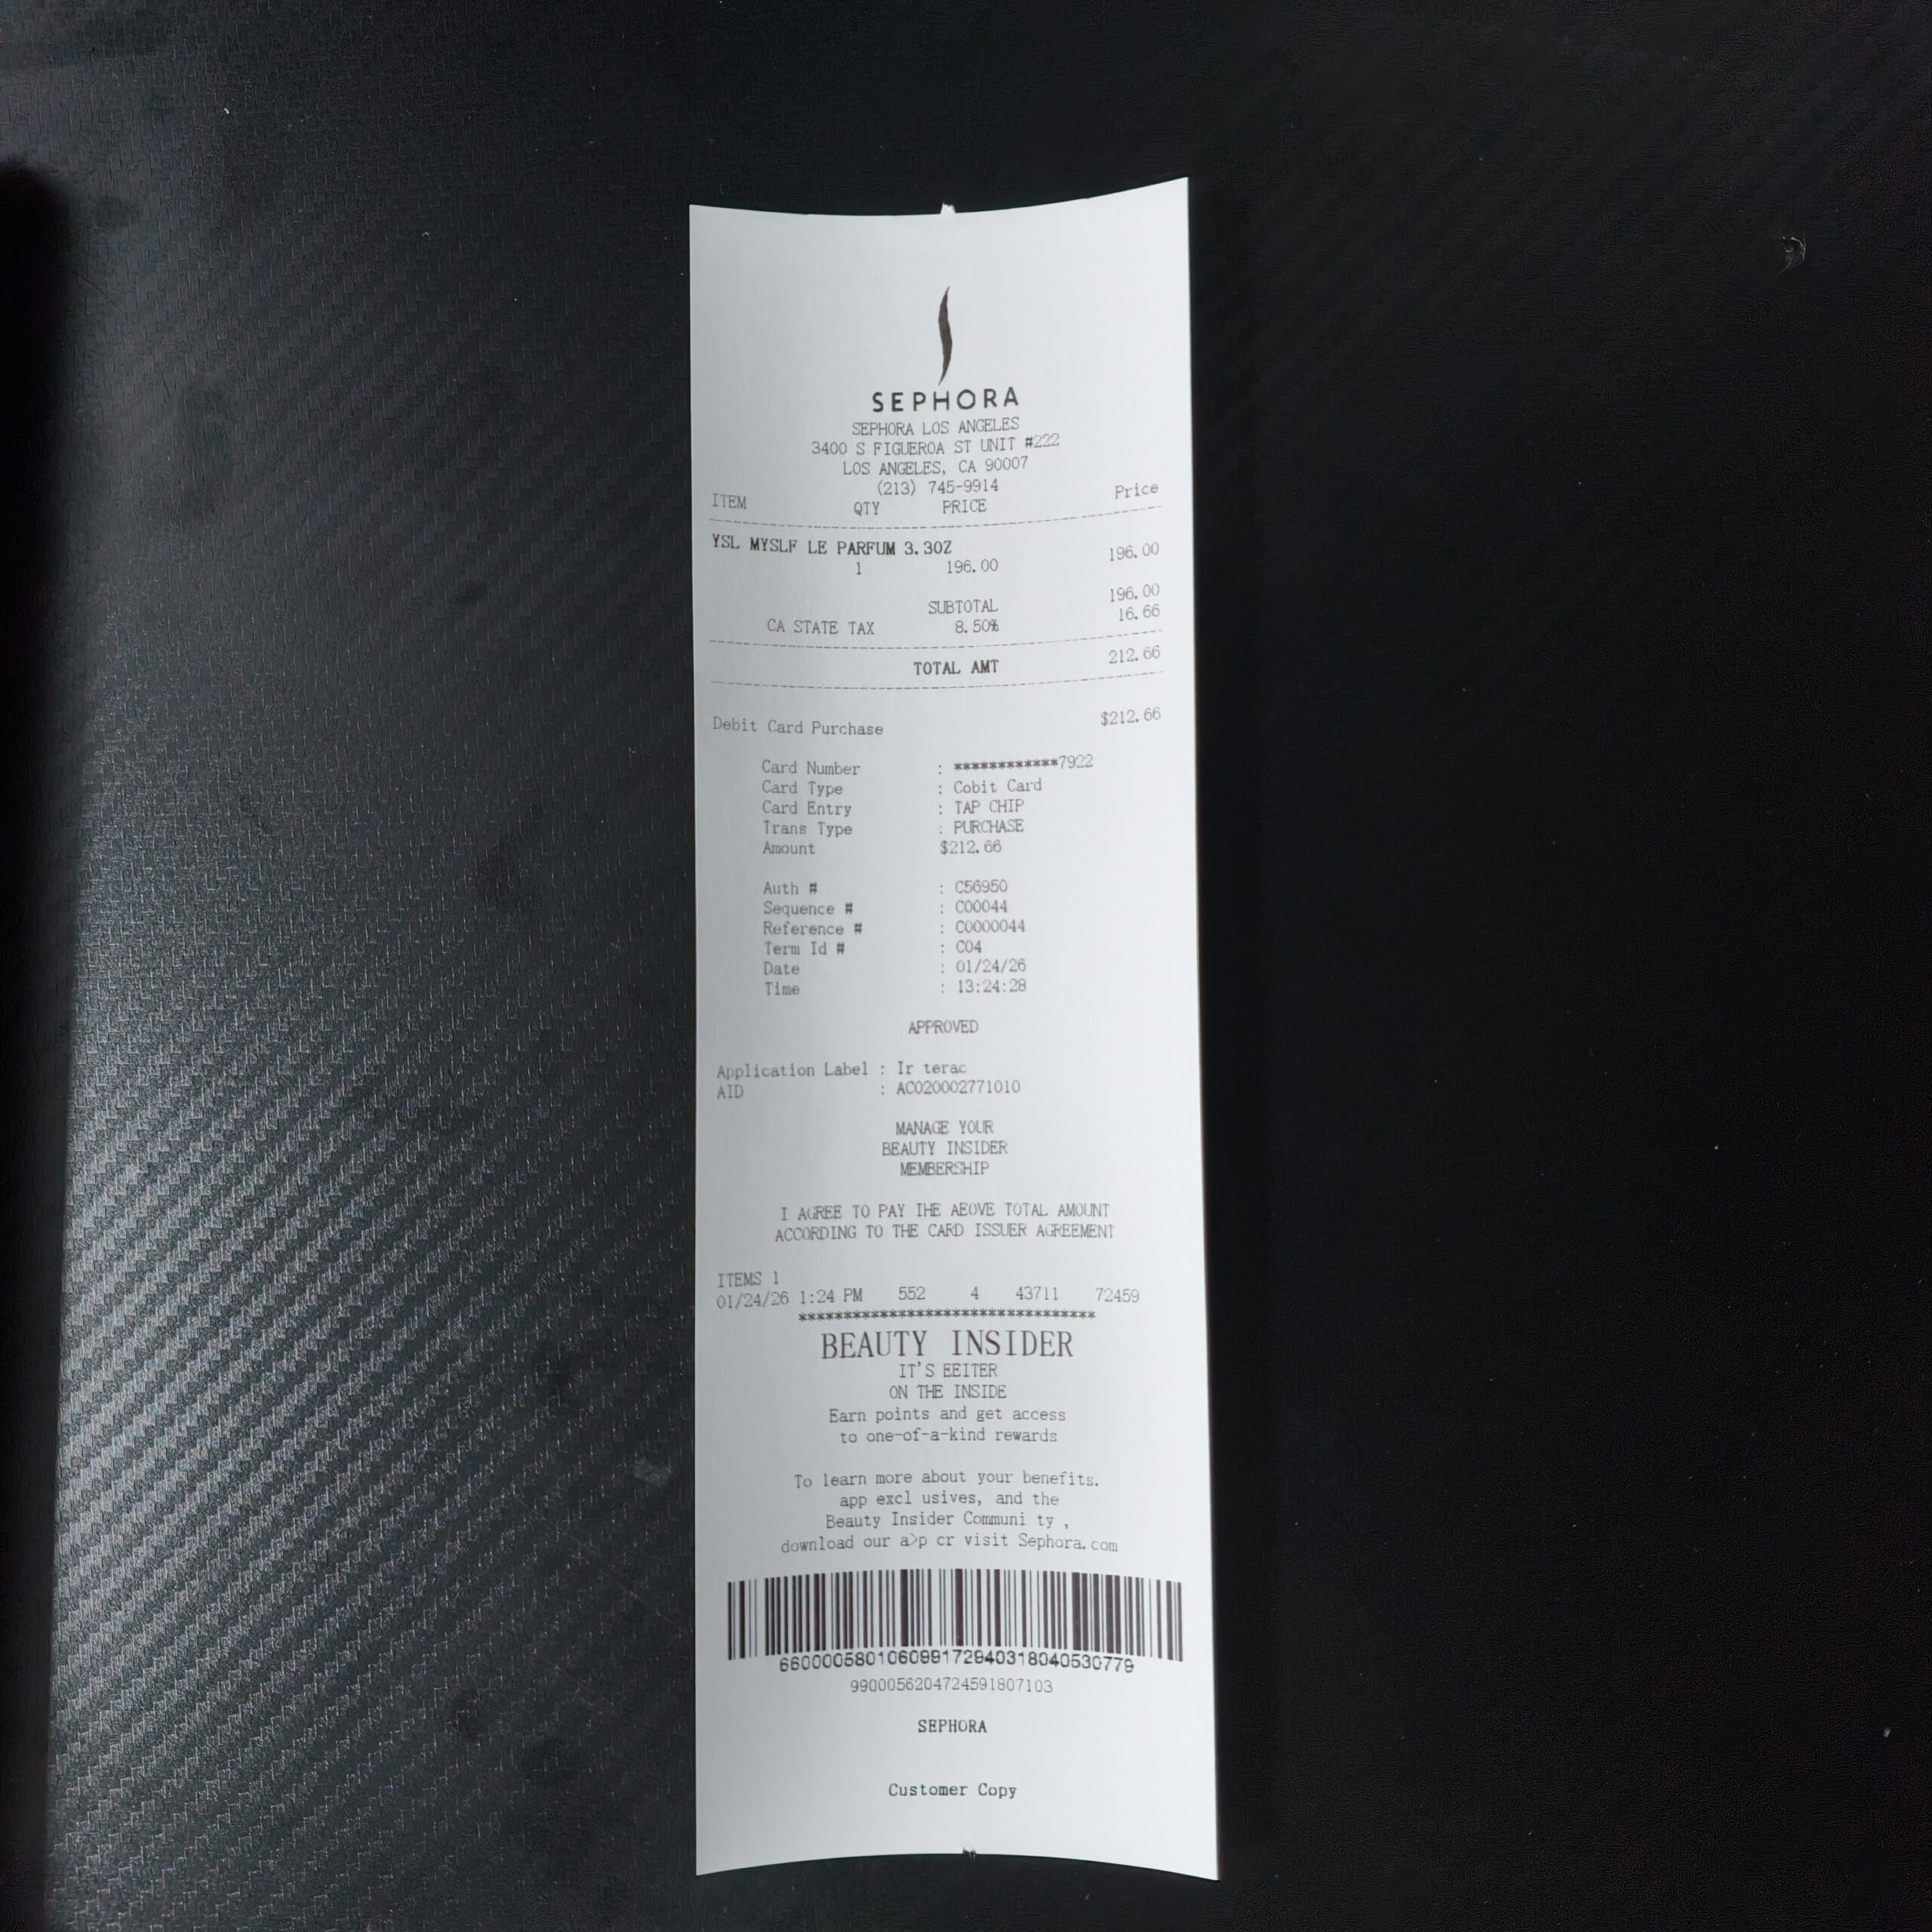 SEPHORA
SEPHORA LOS ANGELES
3400 S FIGUEROA ST UNIT #222
LOS ANGELES, CA 90007
(213) 745-9914
ITEM QTY PRICE Price
YSL MYSLF LE PARFUM 3.3OZ
1 196.00 196.00
SUBTOTAL 196.00
CA STATE TAX 8.50% 16.66
TOTAL AMT 212.66
Debit Card Purchase $212.66
Card Number : ************7922
Card Type : Cobit Card
Card Entry : TAP CHIP
Trans Type : PURCHASE
Amount $212.66
Auth # : C56950
Sequence # : C00044
Reference # : C0000044
Term Id # : C04
Date : 01/24/26
Time : 13:24:28
APPROVED
Application Label : Ir terac
AID : AC020002771010
MANAGE YOUR
BEAUTY INSIDER
MEMBERSHIP
I AGREE TO PAY IHE AEOVE TOTAL AMOUNT
ACCORDING TO THE CARD ISSUER AGREEMENT
ITEMS 1
01/24/26 1:24 PM 552 4 43711 72459
**********************************
BEAUTY INSIDER
IT'S EEITER
ON THE INSIDE
Earn points and get access
to one-of-a-kind rewards
To learn more about your benefits.
app excl usives, and the
Beauty Insider Communi ty ,
download our a>p cr visit Sephora.com
660000580106099172940318040530779
9900056204724591807103
SEPHORA
Customer Copy